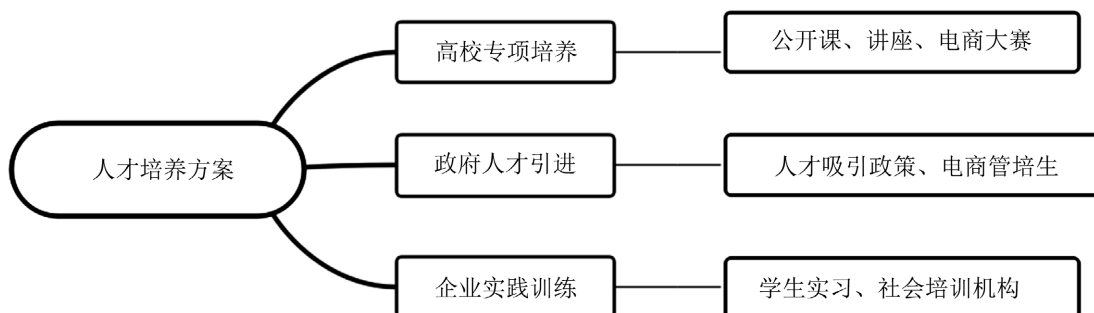 高校专项培养
公开课、讲座、电商大赛
人才培养方案
政府人才引进
人才吸引政策、电商管培生
企业实践训练
学生实习、社会培训机构